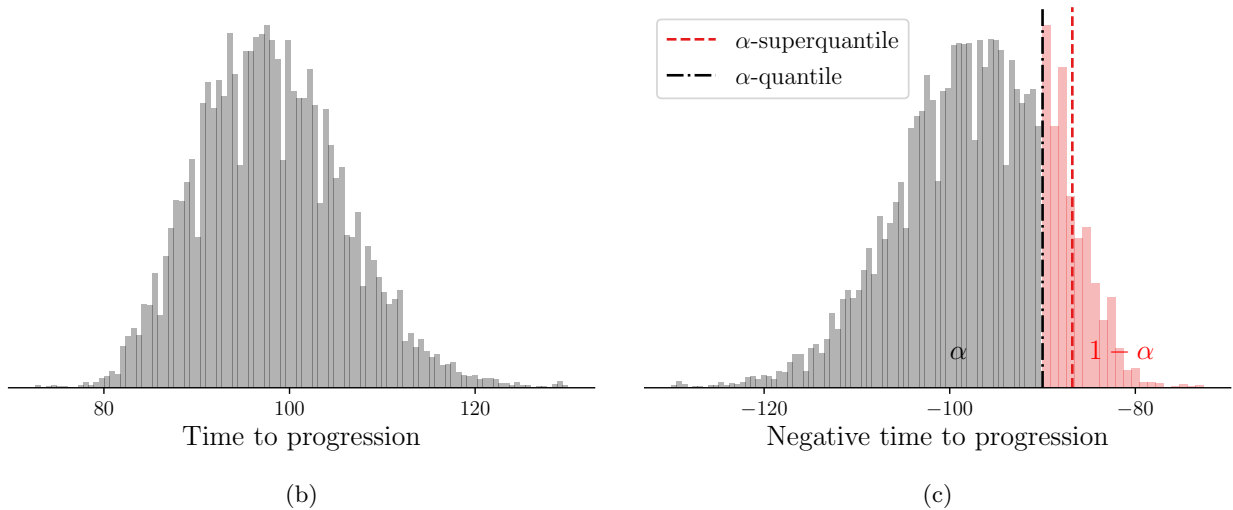 80
100
120
Time to progression
(b)
α-superquantile
α-quantile
α
1 − α
−120
−100
−80
Negative time to progression
(c)